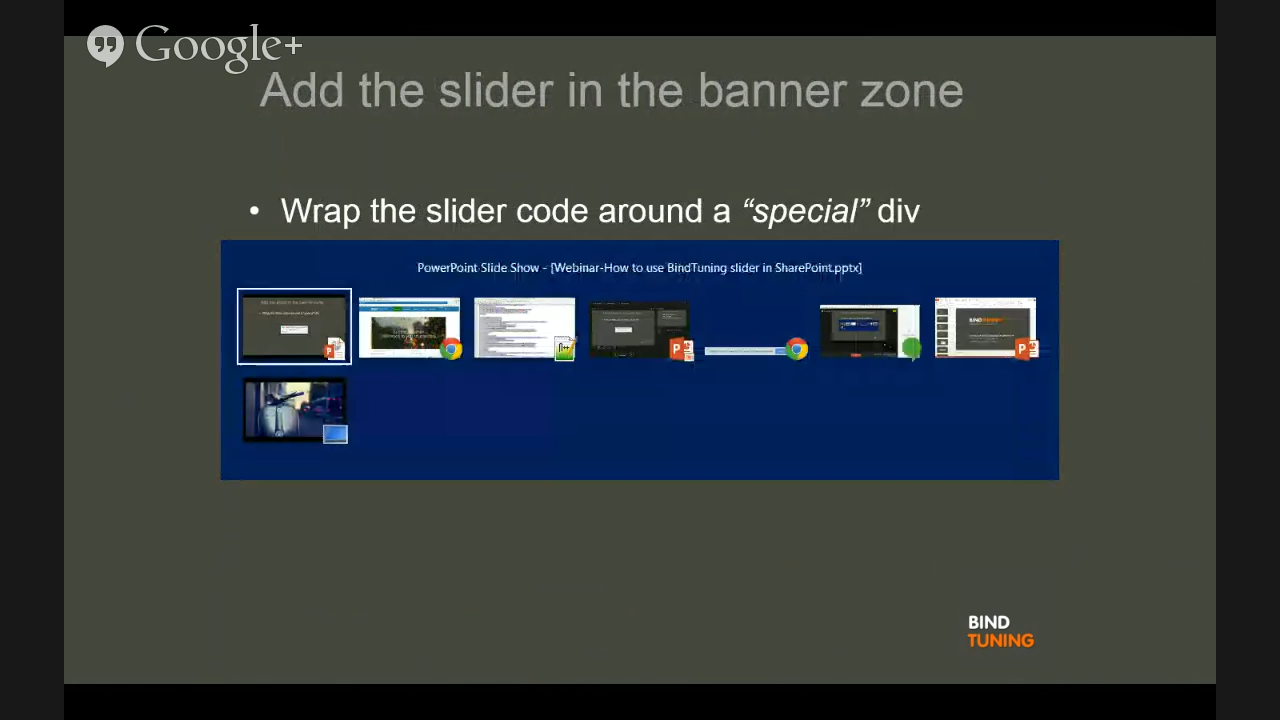 Google+
Add the slider in the banner zone
• Wrap the slider code around a “special” div
PowerPoint Slide Show - [Webinar-How to use BindTuning slider in SharePoint.pptx]
BIND
TUNING